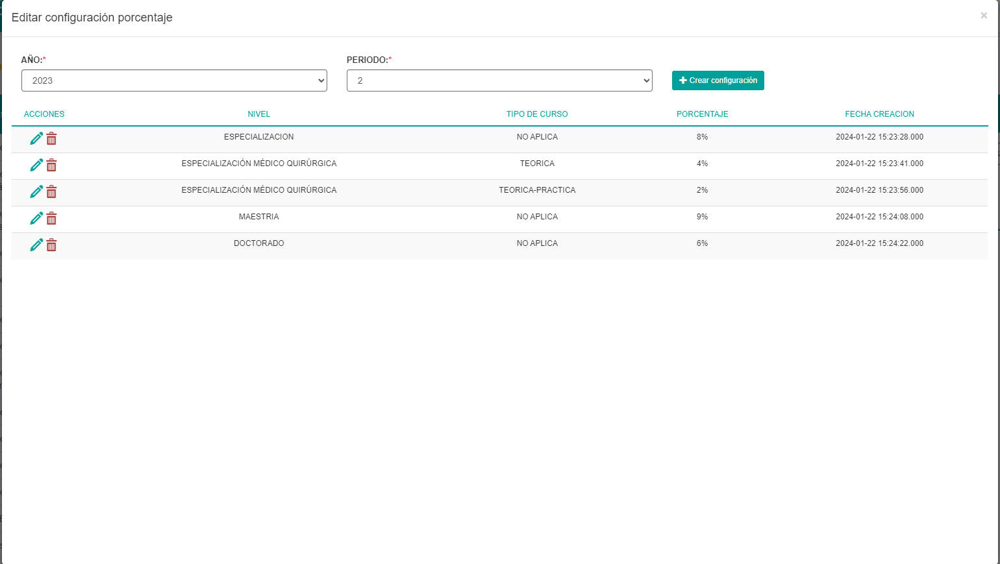 Editar configuración porcentaje
×
AÑO:* PERIODO:*
2023 2 Crear configuración
ACCIONES NIVEL TIPO DE CURSO PORCENTAJE FECHA CREACION
ESPECIALIZACION NO APLICA 8% 2024-01-22 15:23:28.000
ESPECIALIZACIÓN MÉDICO QUIRÚRGICA TEORICA 4% 2024-01-22 15:23:41.000
ESPECIALIZACIÓN MÉDICO QUIRÚRGICA TEORICA-PRACTICA 2% 2024-01-22 15:23:56.000
MAESTRIA NO APLICA 9% 2024-01-22 15:24:08.000
DOCTORADO NO APLICA 6% 2024-01-22 15:24:22.000